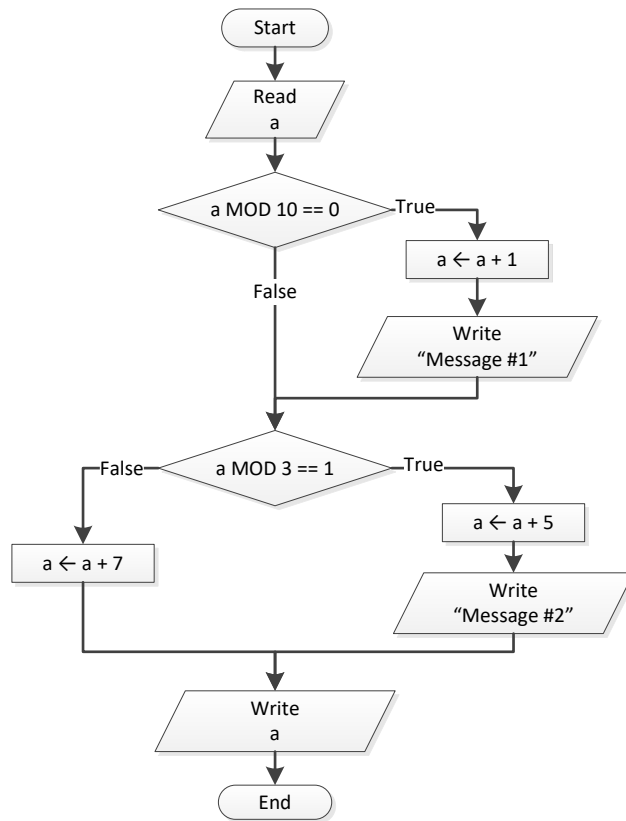 Start
Read
a
a MOD 10 == 0
True
a ← a + 1
False
Write
“Message #1”
a MOD 3 == 1
False
True
a ← a + 5
a ← a + 7
Write
“Message #2”
Write
a
End